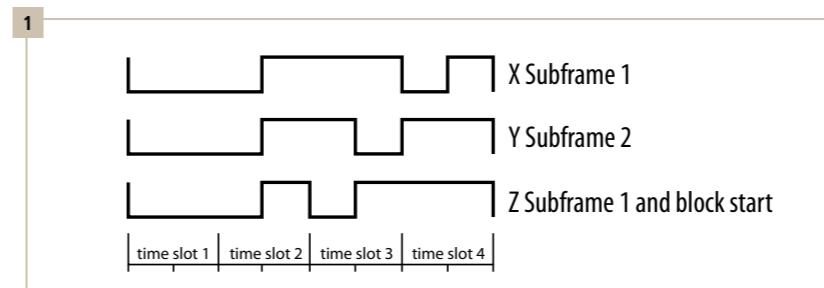 1
X Subframe 1
Y Subframe 2
Z Subframe 1 and block start
time slot 1 time slot 2 time slot 3 time slot 4